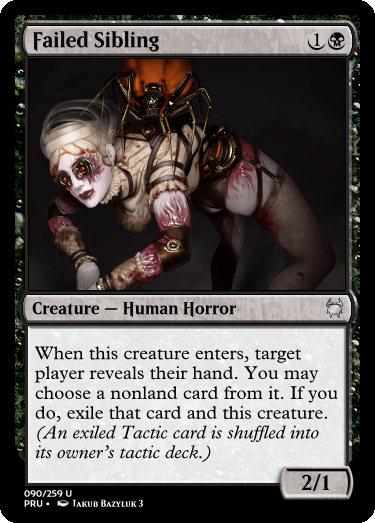 Failed Sibling 1
Creature — Human Horror
When this creature enters, target
player reveals their hand. You may
choose a nonland card from it. If you
do, exile that card and this creature.
(An exiled Tactic card is shuffled into
its owner's tactic deck.)
2/1
090/259 U
PRU • Jakub Bazyluk 3